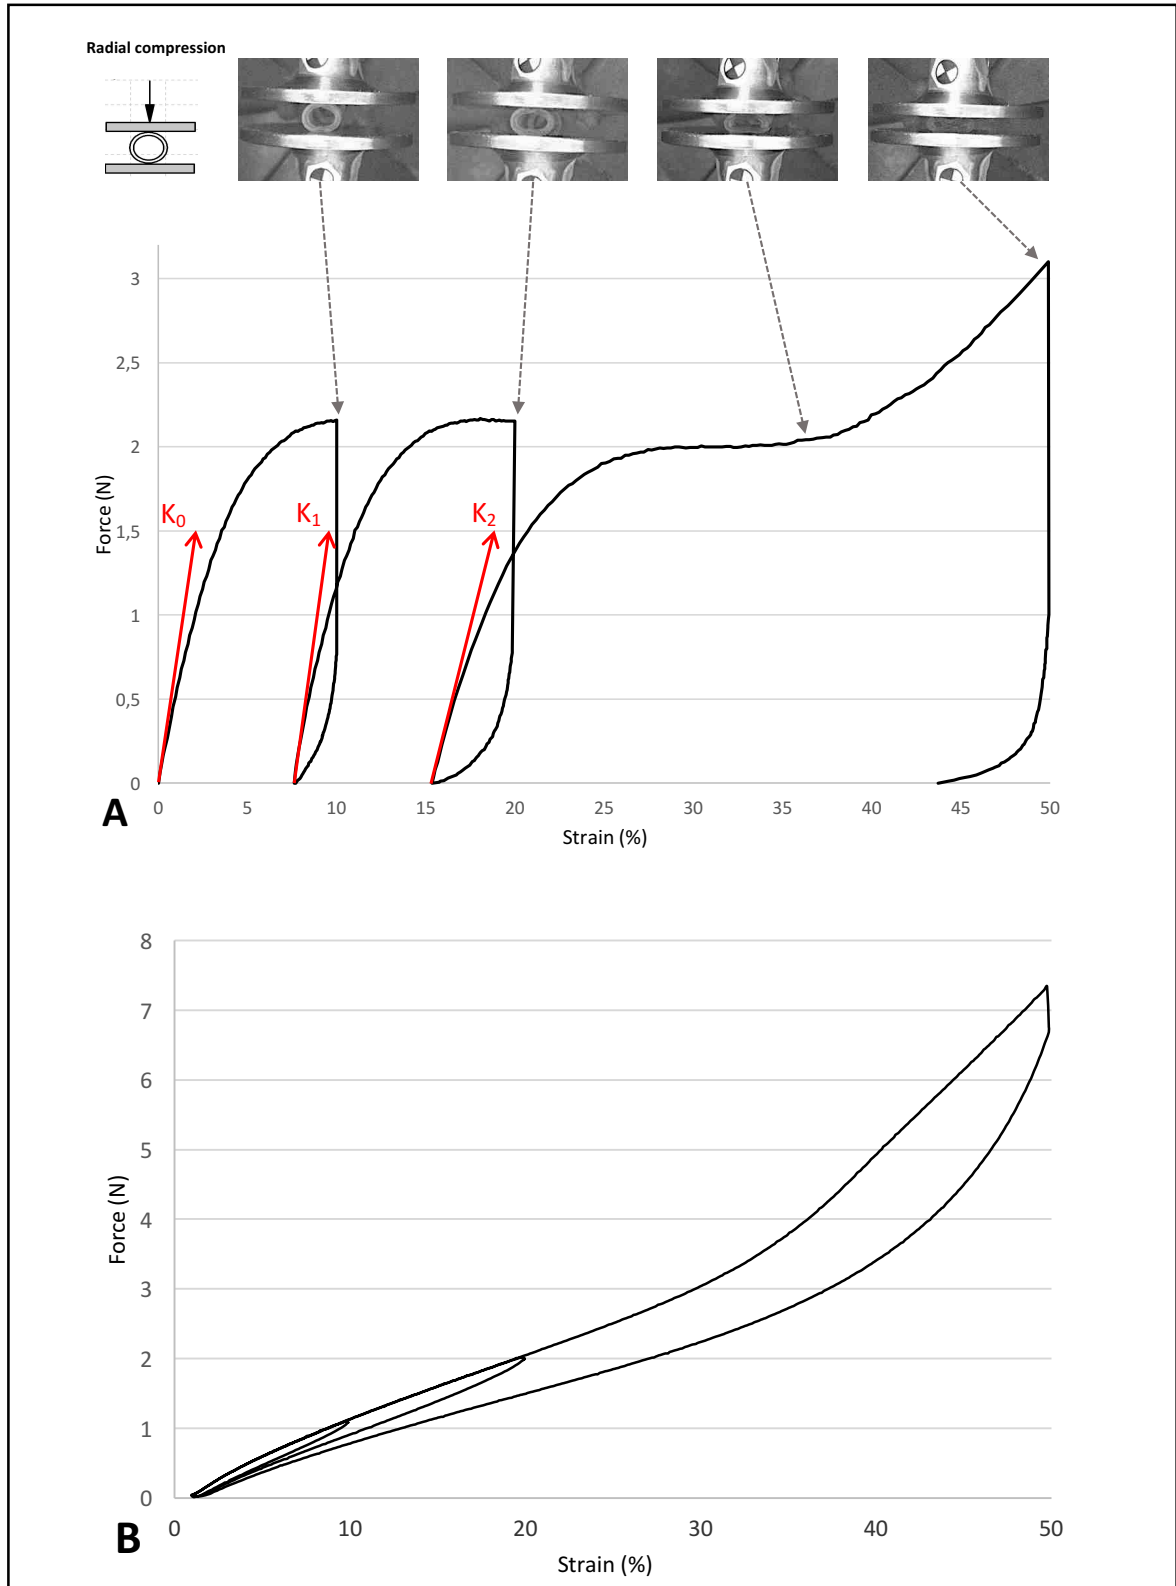 Radial compression
3
2,5
2
1,5
1
0,5
0
Force (N)
K₀
K₁
K₂
0 5 10 15 20 25 30 35 40 45 50
Strain (%)
A
8
7
6
5
4
3
2
1
0
Force (N)
0 10 20 30 40 50
Strain (%)
B